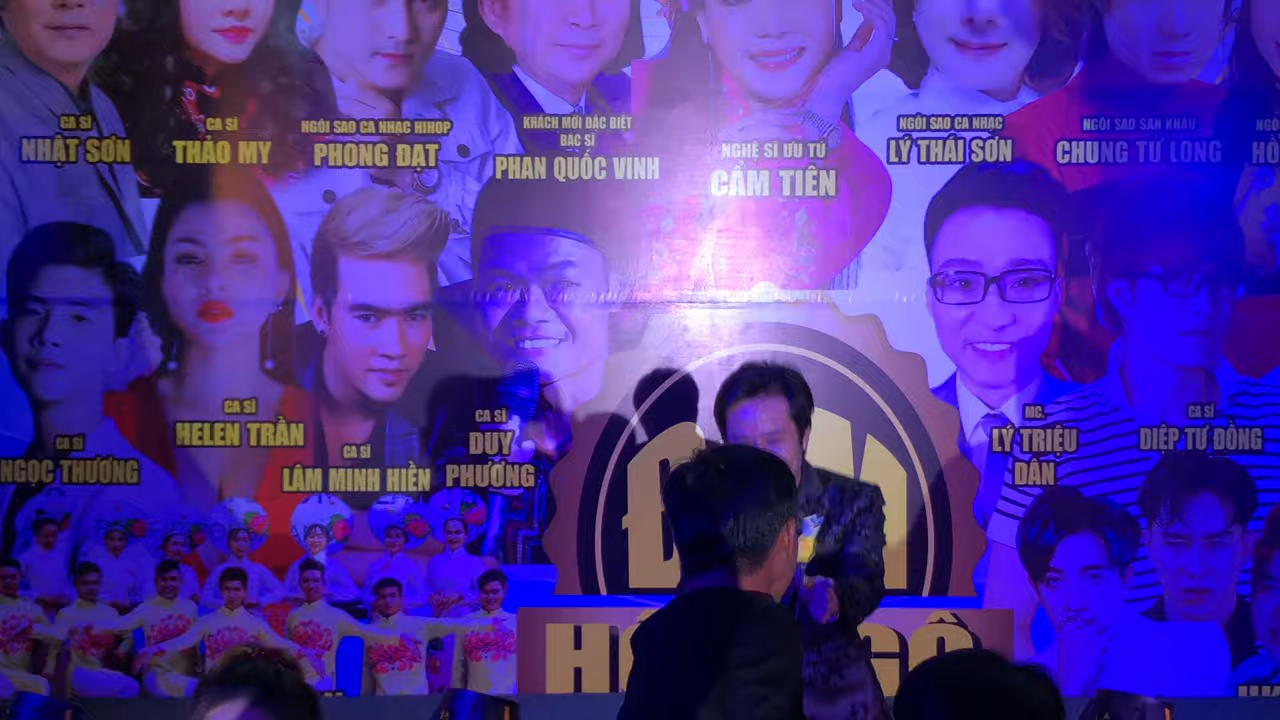 CA SĨ
NHẬT SƠN
CA SĨ
THẢO MY
NGÔI SAO CA NHẠC HIHOP
PHONG ĐẠT
KHÁCH MỜI ĐẶC BIỆT
BÁC SĨ
PHAN QUỐC VINH
NGHỆ SĨ ƯU TÚ
CẨM TIÊN
NGÔI SAO CA NHẠC
LÝ THÁI SƠN
NGÔI SAO SÂN KHẤU
CHUNG TỬ LONG
CA SĨ
NGỌC THƯƠNG
CA SĨ
HELEN TRẦN
CA SĨ
LÂM MINH HIỀN
CA SĨ
DUY
PHƯƠNG
MC.
LÝ TRIỆU
DÂN
CA SĨ
DIỆP TƯ ĐỒNG